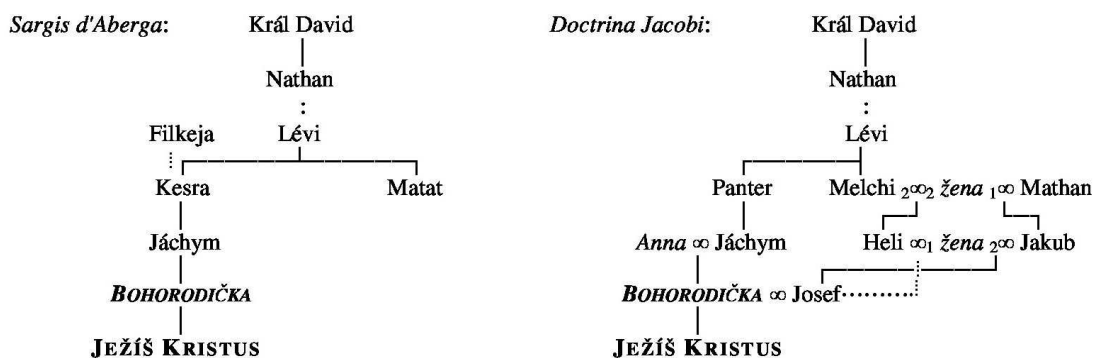 Sargis d'Aberga: Král David
Nathan
:
Filkeja Lévi
Kesra Matat
Jáchym
BOHORODIČKA
JEŽÍŠ KRISTUS
Doctrina Jacobi: Král David
Nathan
:
Lévi
Panter Melchi ₂∞₂ žena ₁∞ Mathan
Anna ∞ Jáchym Heli ∞₁ žena ₂∞ Jakub
BOHORODIČKA ∞ Josef
JEŽÍŠ KRISTUS